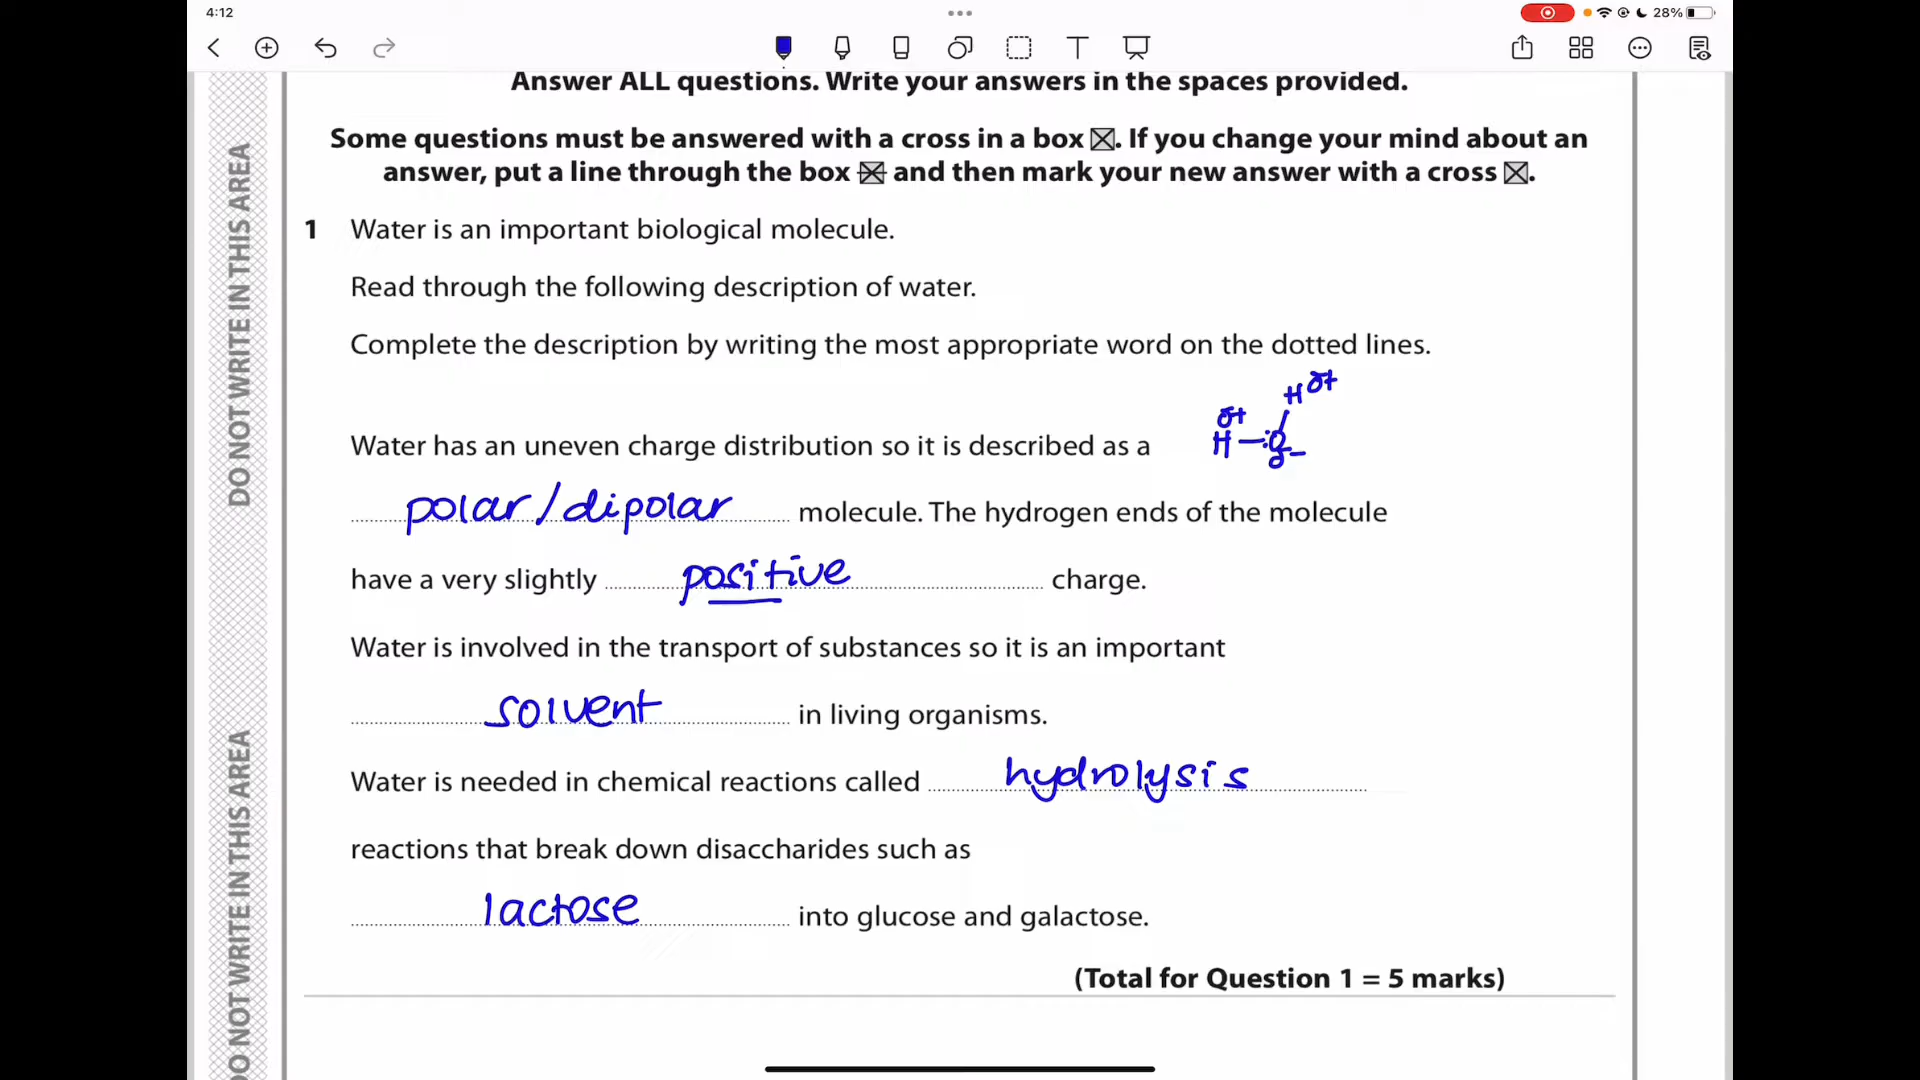 4:12
28%
Answer ALL questions. Write your answers in the spaces provided.
Some questions must be answered with a cross in a box ☒. If you change your mind about an
answer, put a line through the box and then mark your new answer with a cross ☒.
1 Water is an important biological molecule.
Read through the following description of water.
Complete the description by writing the most appropriate word on the dotted lines.
H δ+
δ+
Water has an uneven charge distribution so it is described as a H–O
δ–
polar/dipolar molecule. The hydrogen ends of the molecule
have a very slightly positive charge.
Water is involved in the transport of substances so it is an important
solvent in living organisms.
Water is needed in chemical reactions called hydrolysis
reactions that break down disaccharides such as
lactose into glucose and galactose.
(Total for Question 1 = 5 marks)
DO NOT WRITE IN THIS AREA
DO NOT WRITE IN THIS AREA